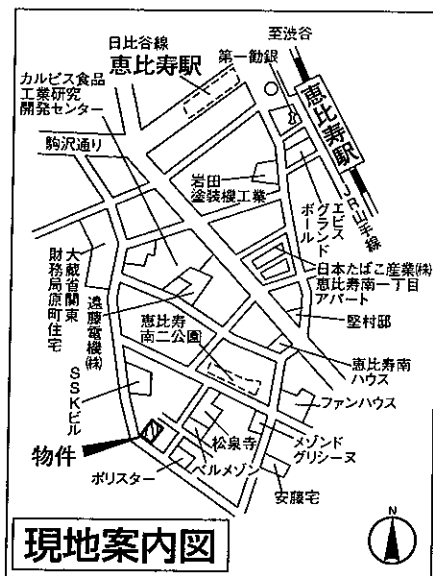 至渋谷
日比谷線
恵比寿駅
第一勧銀
カルピス食品
工業研究
開発センター
恵比寿駅
駒沢通り
JR山手線
岩田
塗装機工業
エビス
グランド
ボール
大蔵省関東
財務局原町住宅
遠藤電機㈱
日本たばこ産業㈱
恵比寿南一丁目
アパート
恵比寿
南二公園
堅村邸
恵比寿南
ハウス
SSKビル
ファンハウス
物件
松泉寺
メゾンド
グリシーヌ
ベルメゾン
ポリスター
安藤宅
現地案内図
N